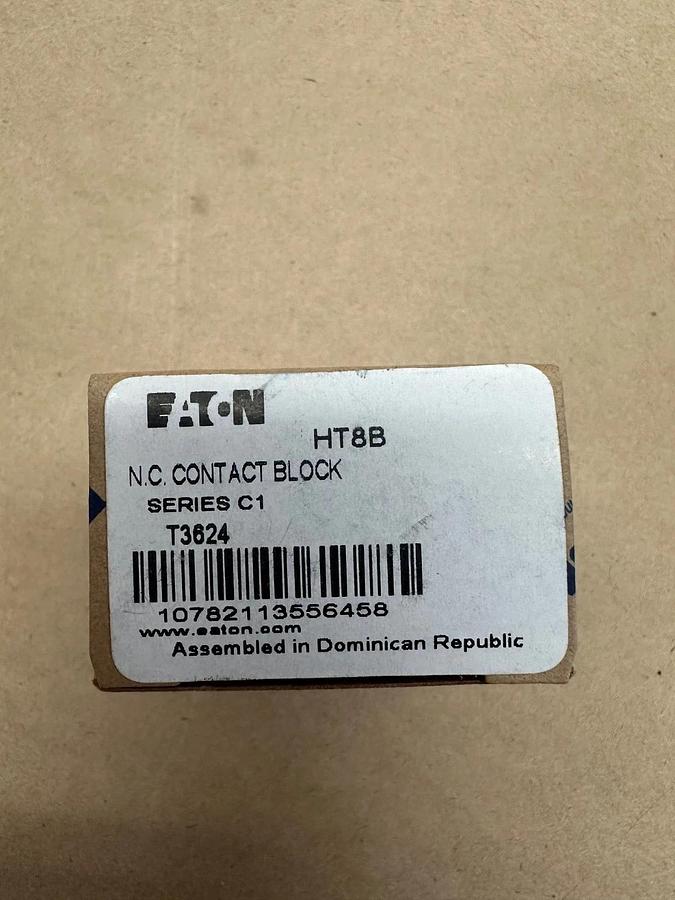 EATON
HT8B
N.C. CONTACT BLOCK
SERIES C1
T3624
10782113556458
www.eaton.com
Assembled in Dominican Republic